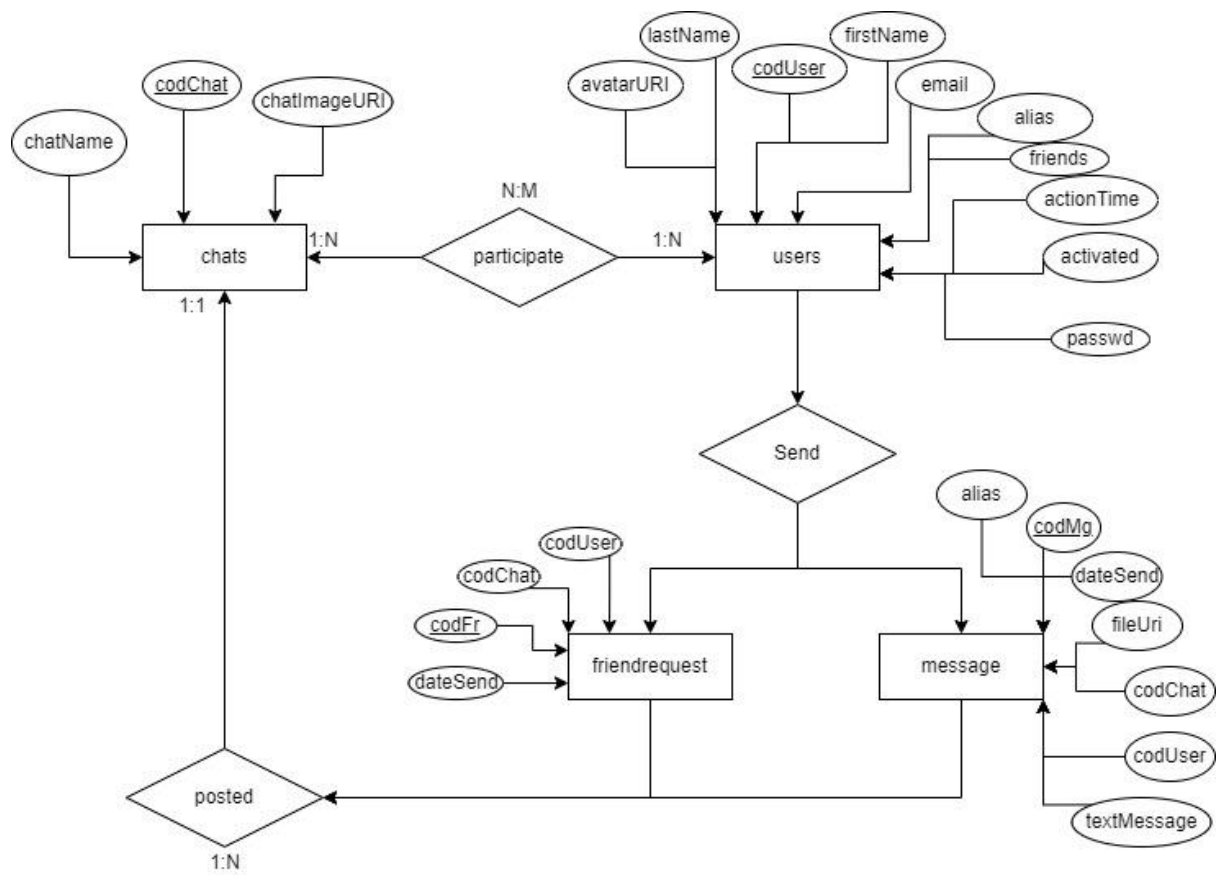 lastName
firstName
codChat
codUser
avatarURI
email
chatImageURI
chatName
alias
friends
N:M
actionTime
1:N
1:N
chats
participate
users
activated
1:1
passwd
Send
alias
codMg
codUser
codChat
dateSend
codFr
fileUri
friendrequest
message
dateSend
codChat
codUser
posted
textMessage
1:N